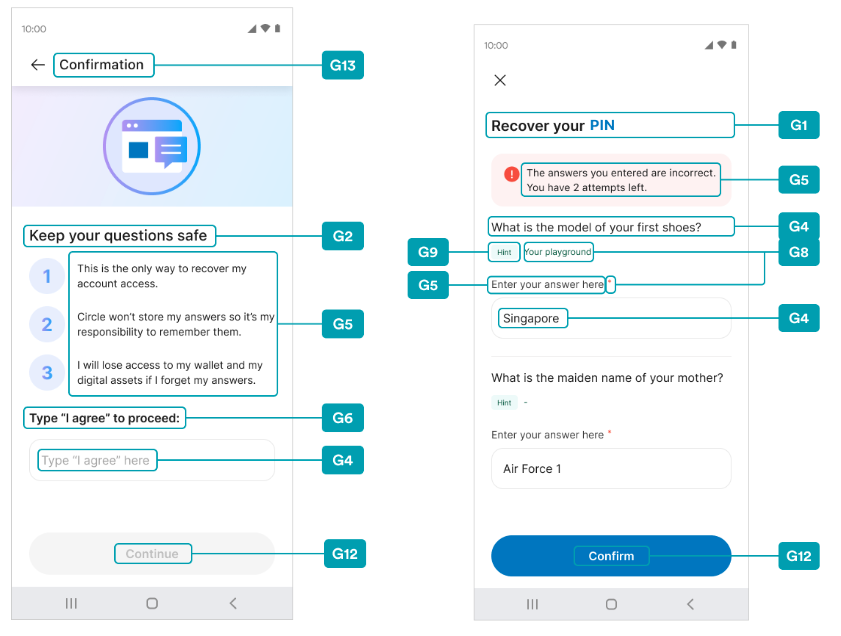 10:00
Confirmation
G13
Keep your questions safe
G2
1
This is the only way to recover my
account access.
2
Circle won't store my answers so it's my
responsibility to remember them.
G5
3
I will lose access to my wallet and my
digital assets if I forget my answers.
Type "I agree" to proceed:
G6
Type "I agree" here
G4
Continue
G12
10:00
Recover your PIN
G1
The answers you entered are incorrect.
You have 2 attempts left.
G5
What is the model of your first shoes?
G4
G9
Hint
Your playground
G8
G5
Enter your answer here *
Singapore
G4
What is the maiden name of your mother?
Hint -
Enter your answer here *
Air Force 1
Confirm
G12